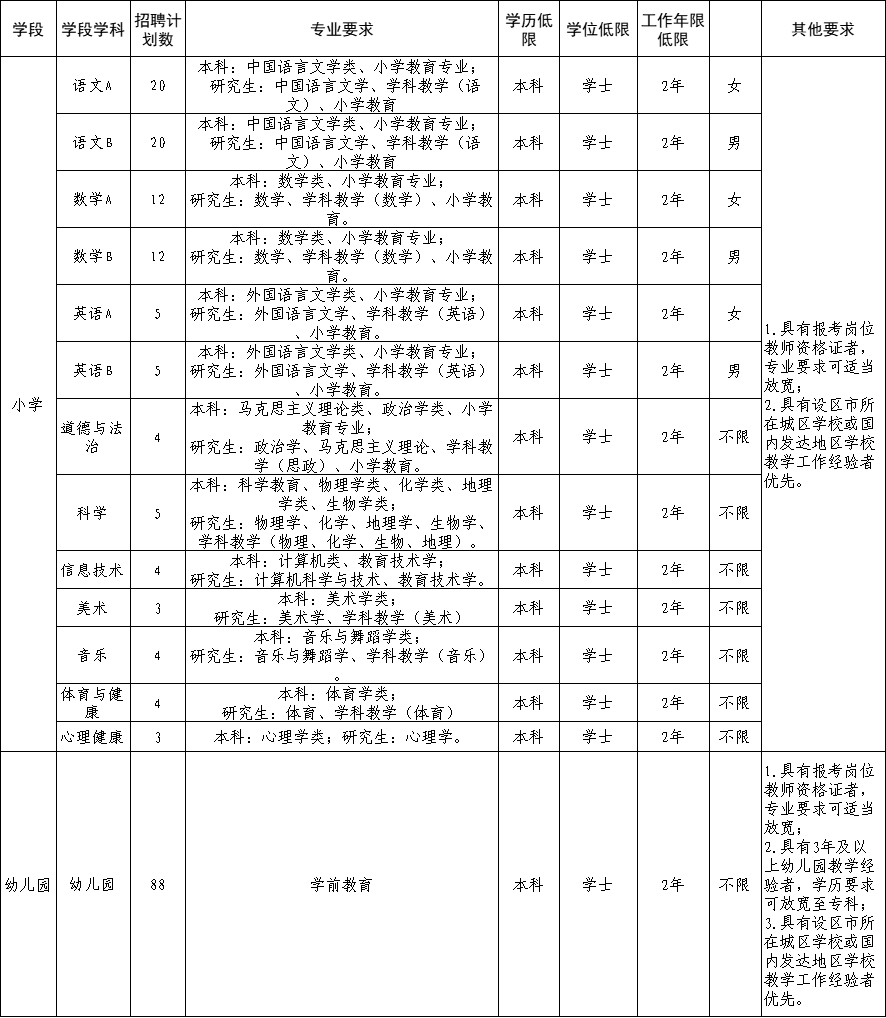 学段 学段学科 招聘计划数 专业要求 学历低限 学位低限 工作年限低限 其他要求
小学
语文A 20 本科：中国语言文学类、小学教育专业；
研究生：中国语言文学、学科教学（语
文）、小学教育 本科 学士 2年 女
语文B 20 本科：中国语言文学类、小学教育专业；
研究生：中国语言文学、学科教学（语
文）、小学教育 本科 学士 2年 男
数学A 12 本科：数学类、小学教育专业；
研究生：数学、学科教学（数学）、小学教
育。 本科 学士 2年 女
数学B 12 本科：数学类、小学教育专业；
研究生：数学、学科教学（数学）、小学教
育。 本科 学士 2年 男
英语A 5 本科：外国语言文学类、小学教育专业；
研究生：外国语言文学、学科教学（英语）
、小学教育。 本科 学士 2年 女
英语B 5 本科：外国语言文学类、小学教育专业；
研究生：外国语言文学、学科教学（英语）
、小学教育。 本科 学士 2年 男
道德与法治 4 本科：马克思主义理论类、政治学类、小学
教育专业；
研究生：政治学、马克思主义理论、学科教
学（思政）、小学教育。 本科 学士 2年 不限
科学 5 本科：科学教育、物理学类、化学类、地理
学类、生物学类；
研究生：物理学、化学、地理学、生物学、
学科教学（物理、化学、生物、地理）。 本科 学士 2年 不限
信息技术 4 本科：计算机类、教育技术学；
研究生：计算机科学与技术、教育技术学。 本科 学士 2年 不限
美术 3 本科：美术学类；
研究生：美术学、学科教学（美术） 本科 学士 2年 不限
音乐 4 本科：音乐与舞蹈学类；
研究生：音乐与舞蹈学、学科教学（音乐）
。 本科 学士 2年 不限
体育与健康 4 本科：体育学类；
研究生：体育、学科教学（体育） 本科 学士 2年 不限
心理健康 3 本科：心理学类；研究生：心理学。 本科 学士 2年 不限
1.具有报考岗位
教师资格证者，
专业要求可适当
放宽；
2.具有设区市所
在城区学校或国
内发达地区学校
教学工作经验者
优先。
幼儿园 幼儿园 88 学前教育 本科 学士 2年 不限
1.具有报考岗位
教师资格证者，
专业要求可适当
放宽；
2.具有3年及以
上幼儿园教学经
验者，学历要求
可放宽至专科；
3.具有设区市所
在城区学校或国
内发达地区学校
教学工作经验者
优先。